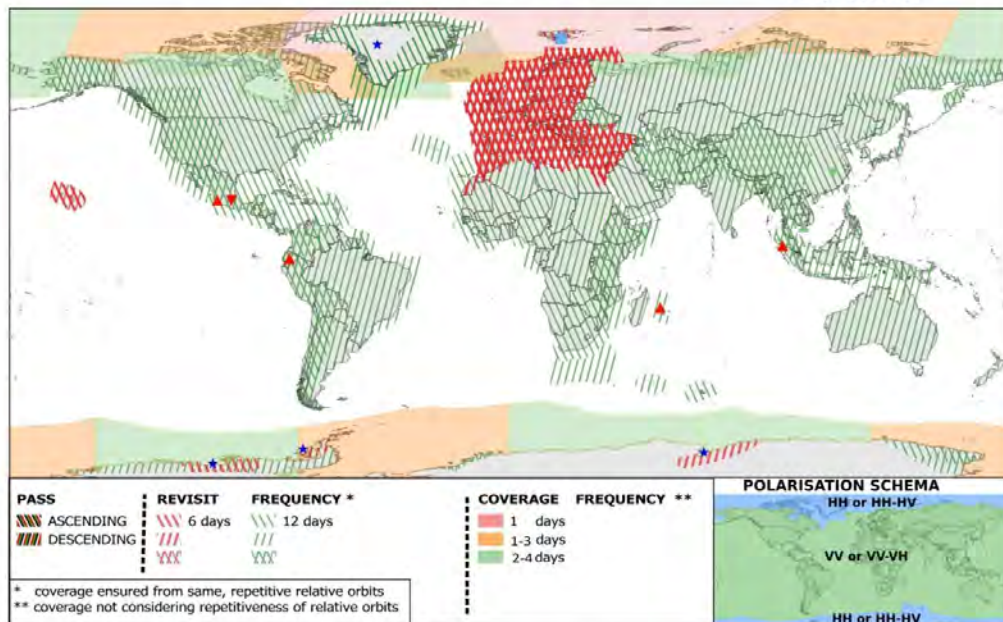 PASS
ASCENDING
DESCENDING
REVISIT FREQUENCY *
6 days 12 days
COVERAGE FREQUENCY **
1 days
1-3 days
2-4 days
* coverage ensured from same, repetitive relative orbits
** coverage not considering repetitiveness of relative orbits
POLARISATION SCHEMA
HH or HH-HV
VV or VV-VH
HH or HH-HV